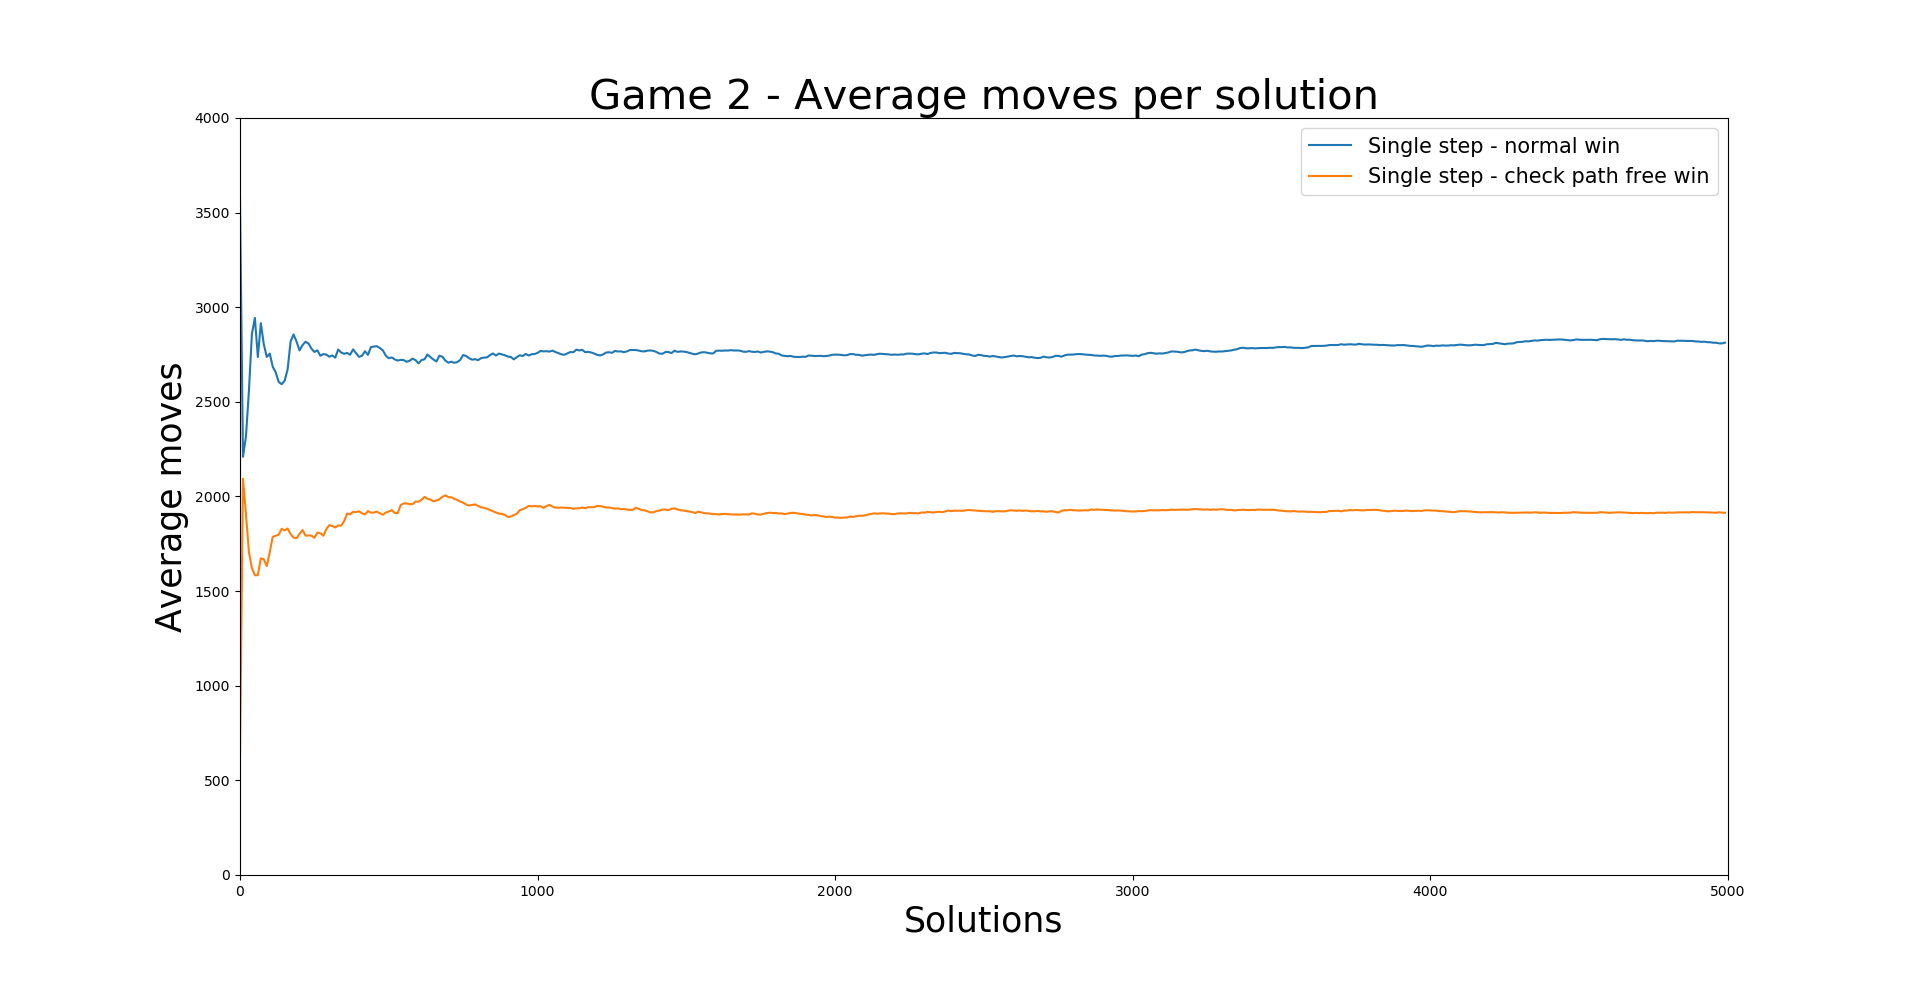 Game 2 - Average moves per solution
Single step - normal win
Single step - check path free win
Average moves
4000
3500
3000
2500
2000
1500
1000
500
0
0 1000 2000 3000 4000 5000
Solutions